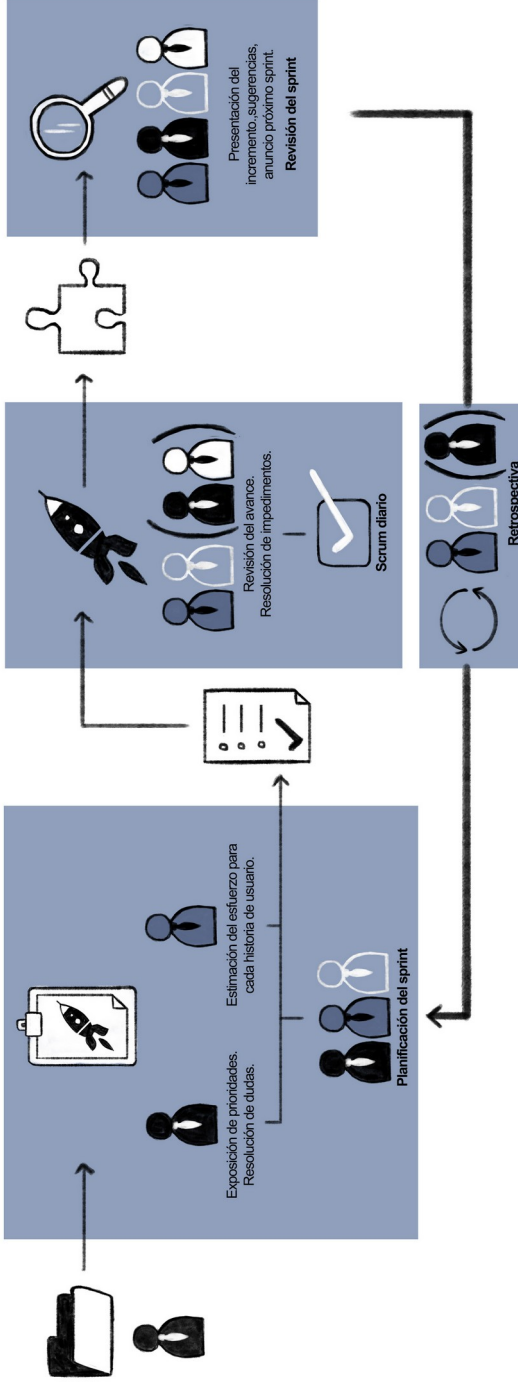 Exposición de prioridades.
Resolución de dudas.
Estimación del esfuerzo para
cada historia de usuario.
Planificación del sprint
Revisión del avance.
Resolución de impedimentos.
Scrum diario
Presentación del
incremento,,sugerencias,
anuncio próximo sprint.
Revisión del sprint
Retrospectiva